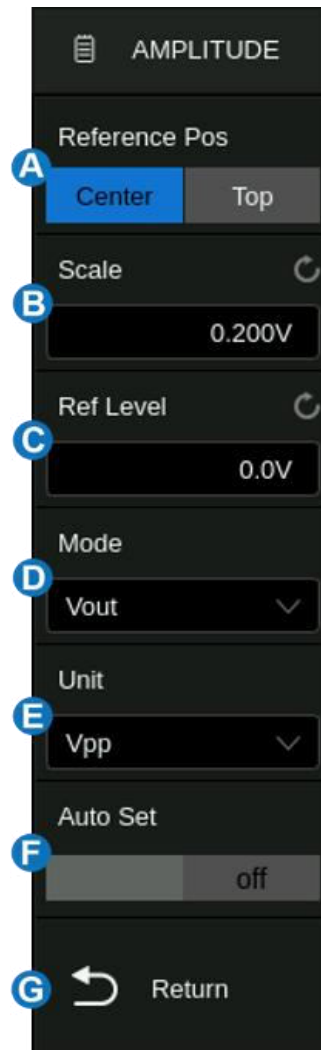 AMPLITUDE
Reference Pos
A
Center Top
Scale
B
0.200V
Ref Level
C
0.0V
Mode
D
Vout
Unit
E
Vpp
Auto Set
F
off
G Return